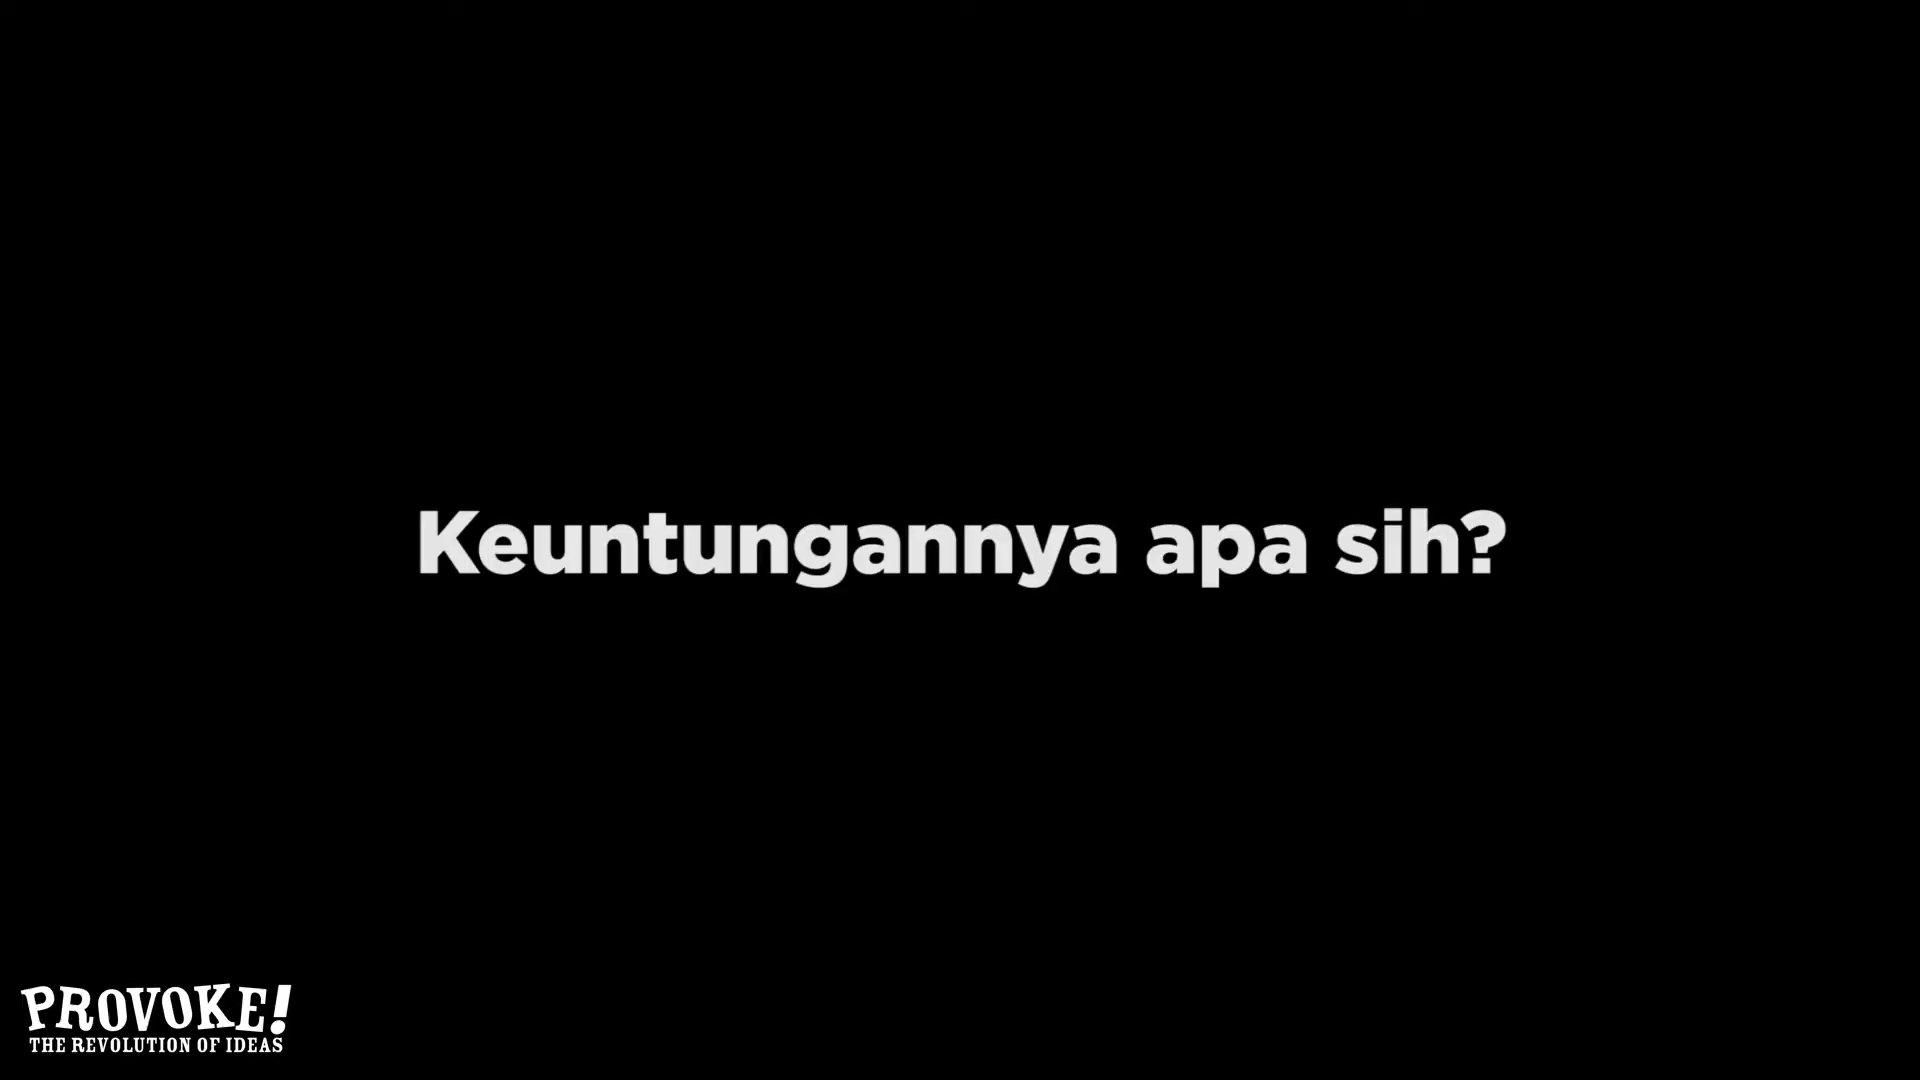 Keuntungannya apa sih?
PROVOKE!
THE REVOLUTION OF IDEAS